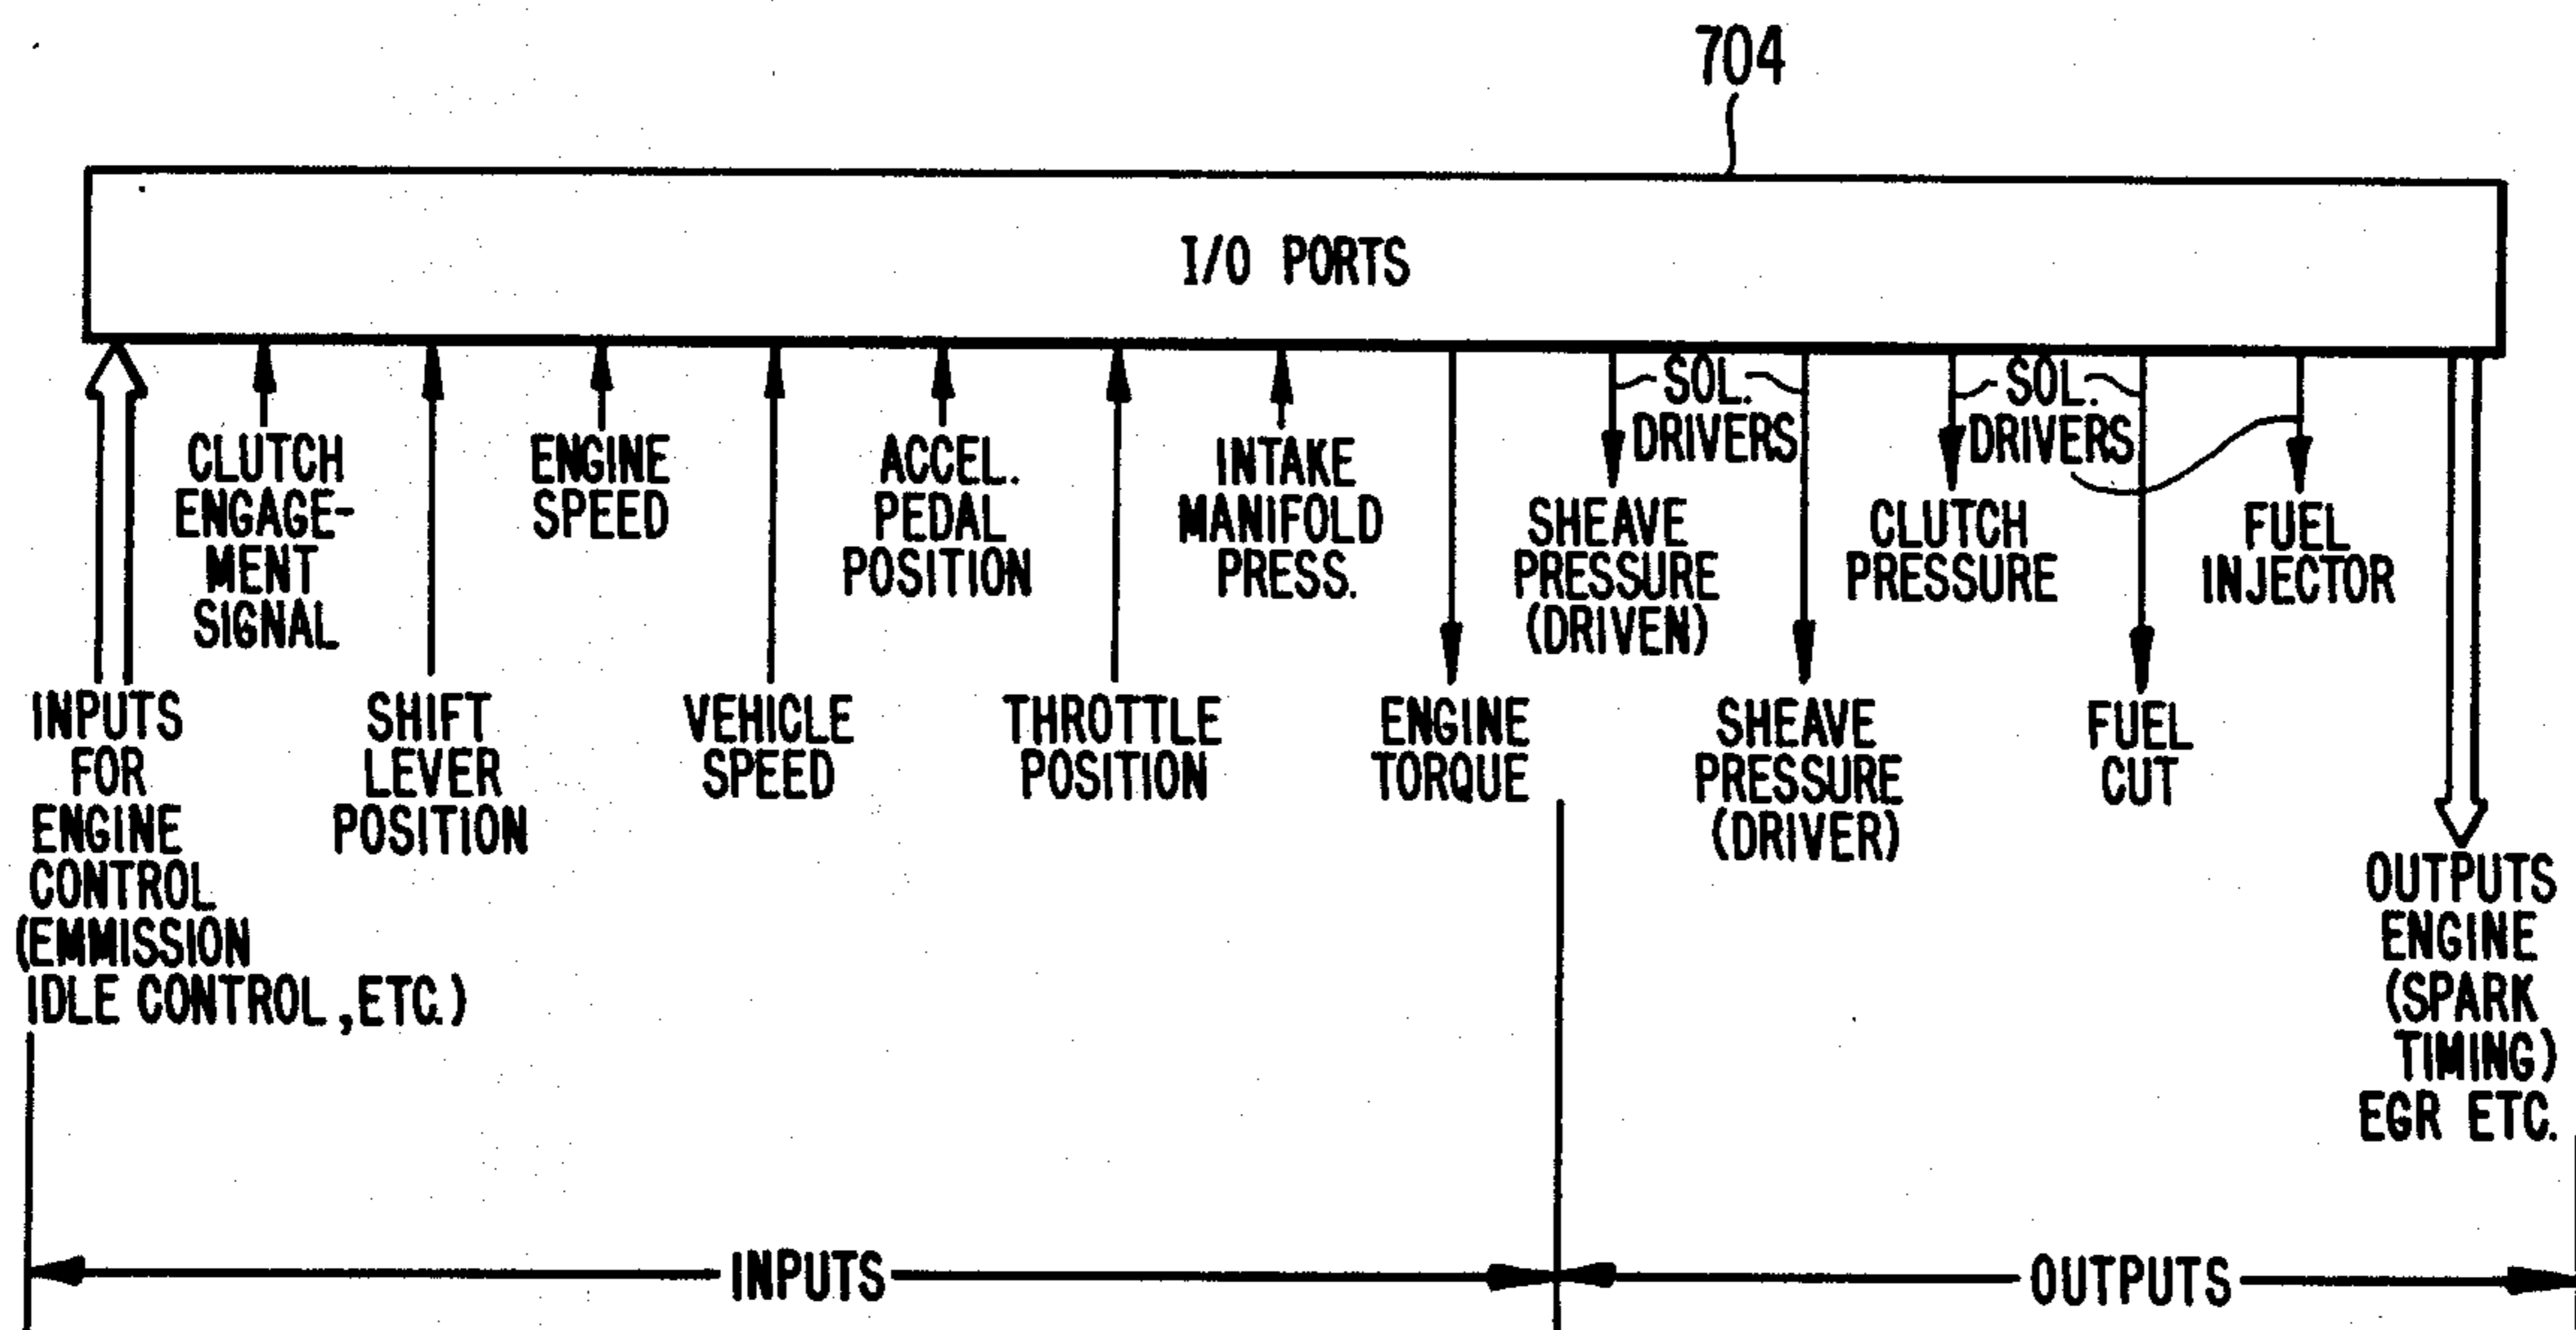 704
I/O PORTS
SOL.
DRIVERS
SOL.
DRIVERS
CLUTCH
ENGAGE-
MENT
SIGNAL
ENGINE
SPEED
ACCEL.
PEDAL
POSITION
INTAKE
MANIFOLD
PRESS.
SHEAVE
PRESSURE
(DRIVEN)
CLUTCH
PRESSURE
FUEL
INJECTOR
INPUTS
FOR
ENGINE
CONTROL
(EMMISSION
IDLE CONTROL, ETC.)
SHIFT
LEVER
POSITION
VEHICLE
SPEED
THROTTLE
POSITION
ENGINE
TORQUE
SHEAVE
PRESSURE
(DRIVER)
FUEL
CUT
OUTPUTS
ENGINE
(SPARK
TIMING)
EGR ETC.
INPUTS
OUTPUTS